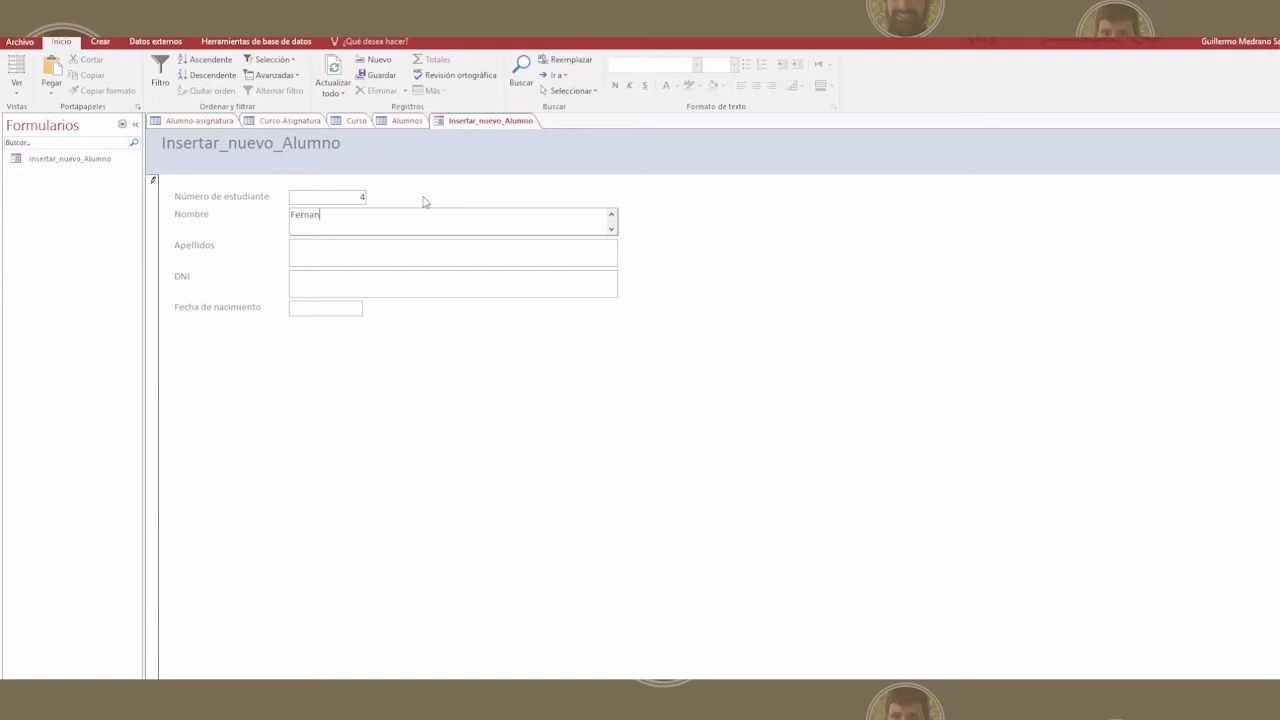 Archivo Inicio Crear Datos externos Herramientas de base de datos ¿Qué desea hacer? Guillermo Medrano Sa
Ver
Pegar
Cortar
Copiar
Copiar formato
Filtro
Ascendente
Descendente
Quitar orden
Selección
Avanzadas
Alternar filtro
Actualizar
todo
Nuevo
Guardar
Eliminar
Totales
Revisión ortográfica
Más
Buscar
Reemplazar
Ir a
Seleccionar
N K S A
Vistas Portapapeles Ordenar y filtrar Registros Buscar Formato de texto
Formularios
Buscar...
Insertar_nuevo_Alumno
Alumno-asignatura Curso-Asignatura Curso Alumnos Insertar_nuevo_Alumno
Insertar_nuevo_Alumno
Número de estudiante 4
Nombre Fernan
Apellidos
DNI
Fecha de nacimiento